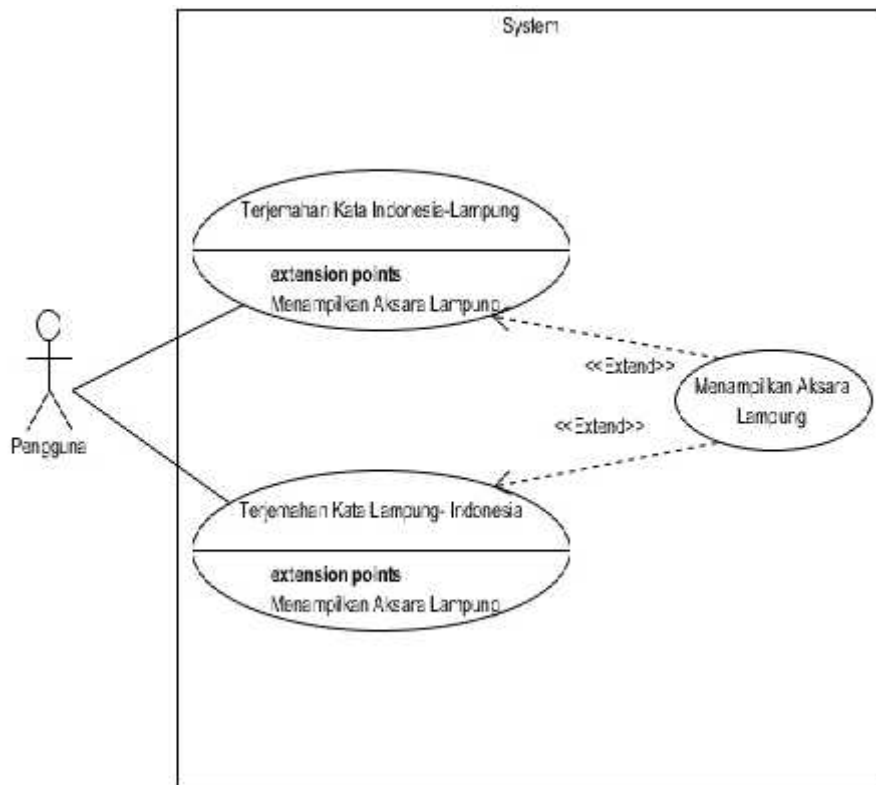 System
Terjemahan Kata Indonesia-Lampung
extension points
Menampilkan Aksara Lampung
<<Extend>>
Menampilkan Aksara
Lampung
Pengguna
<<Extend>>
Terjemahan Kata Lampung- Indonesia
extension points
Menampilkan Aksara Lampung